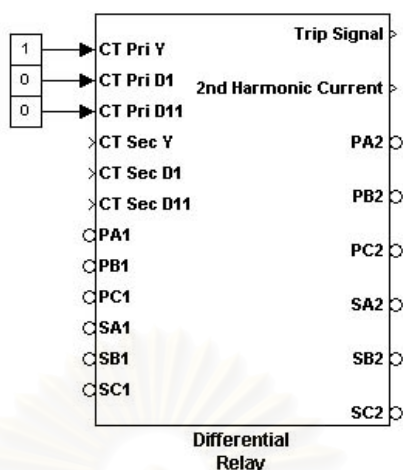 Trip Signal
1 CT Pri Y
0 CT Pri D1
2nd Harmonic Current
0 CT Pri D11
CT Sec Y
PA2
CT Sec D1
CT Sec D11
PB2
PA1
PC2
PB1
PC1
SA2
SA1
SB1
SB2
SC1
SC2
Differential
Relay